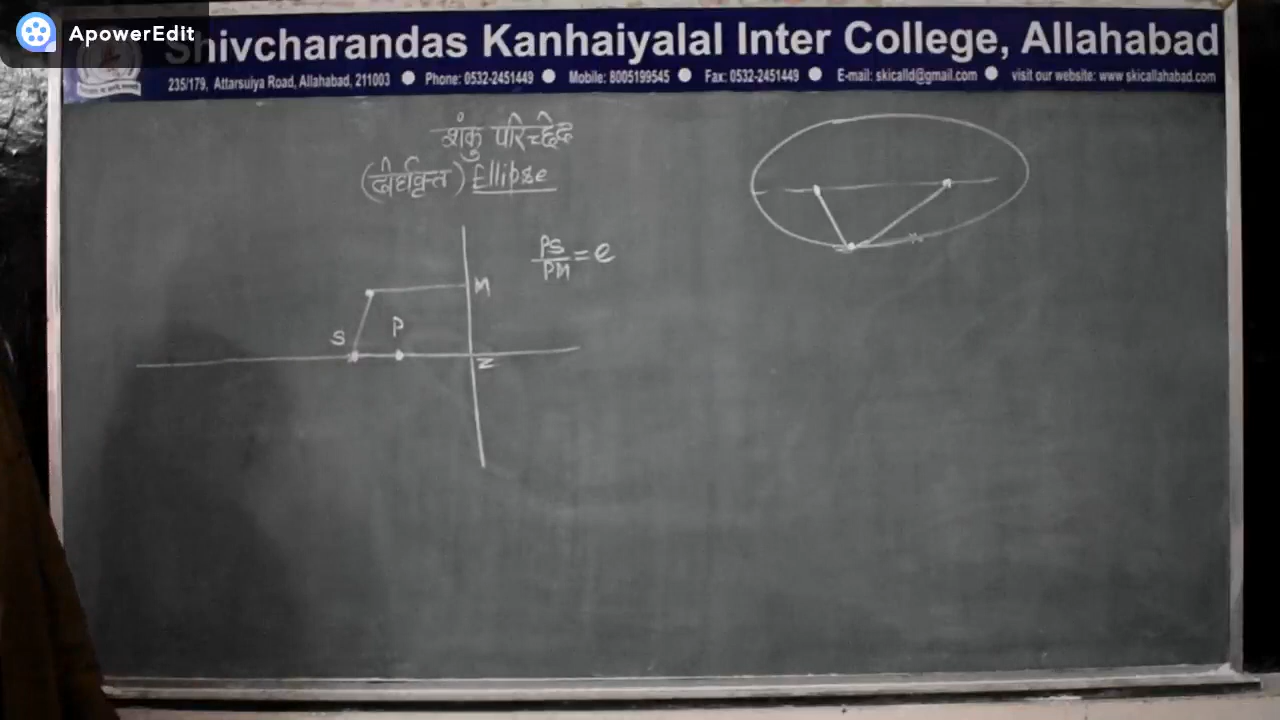 ApowerEdit
Shivcharandas Kanhaiyalal Inter College, Allahabad
235/179, Attarsuiya Road, Allahabad, 211003 ● Phone: 0532-2451449 ● Mobile: 8005199545 ● Fax: 0532-2451449 ● E-mail: skicalld@gmail.com ● visit our website: www.skicallahabad.com
शंकु परिच्छेद
(दीर्घवृत्त) Ellipse
PS/PM = e
M
S P
Z